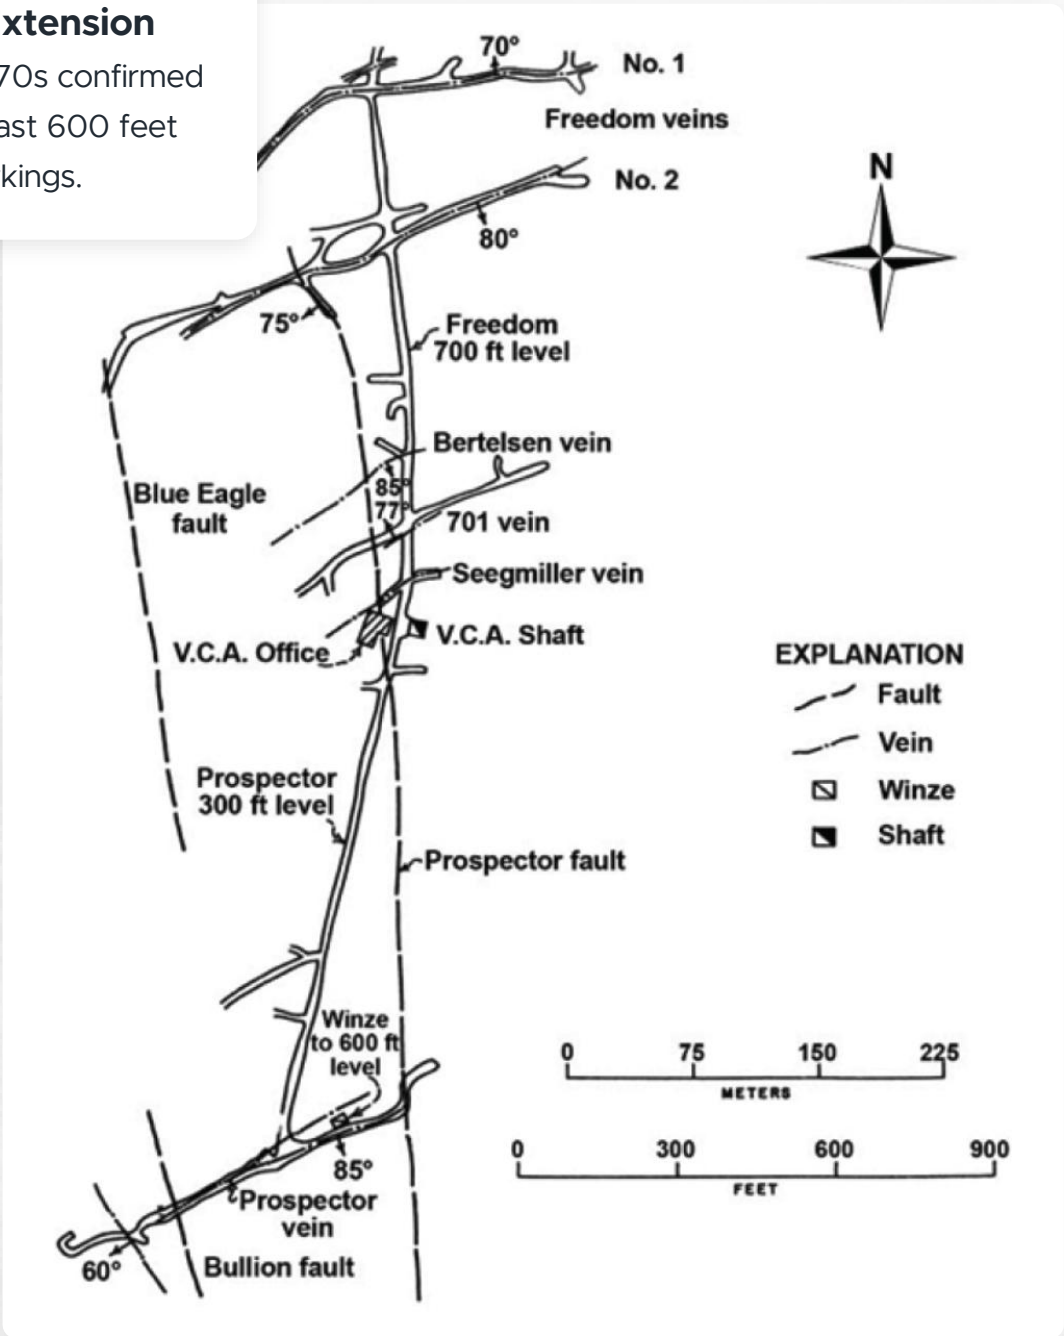 xtension
70s confirmed
ast 600 feet
kings.
70°
No. 1
Freedom veins
No. 2
80°
N
75°
Freedom
700 ft level
Bertelsen vein
85°
77°
Blue Eagle
fault
701 vein
Seegmiller vein
V.C.A. Office
V.C.A. Shaft
EXPLANATION
Fault
Vein
Winze
Shaft
Prospector
300 ft level
Prospector fault
Winze
to 600 ft
level
0 75 150 225
METERS
0 300 600 900
FEET
85°
Prospector
vein
60°
Bullion fault